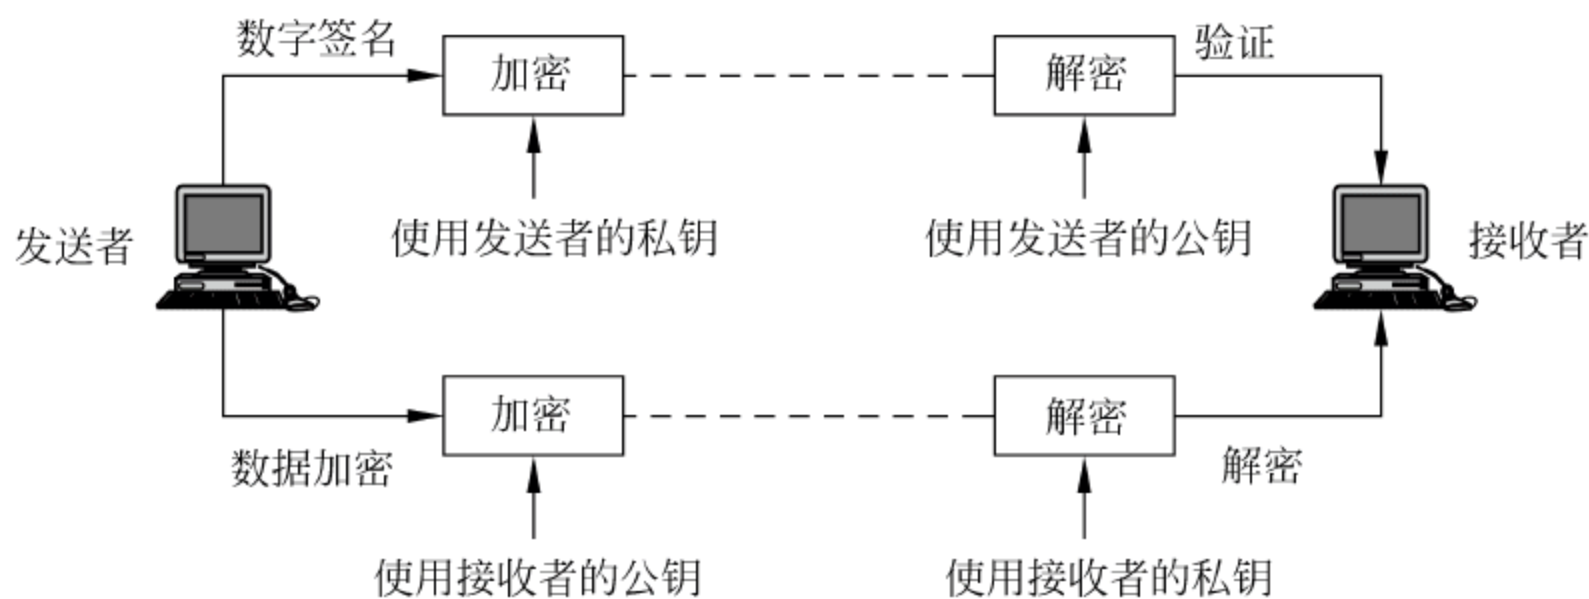 数字签名
加密
解密
验证
使用发送者的私钥
使用发送者的公钥
发送者
接收者
加密
解密
数据加密
解密
使用接收者的公钥
使用接收者的私钥